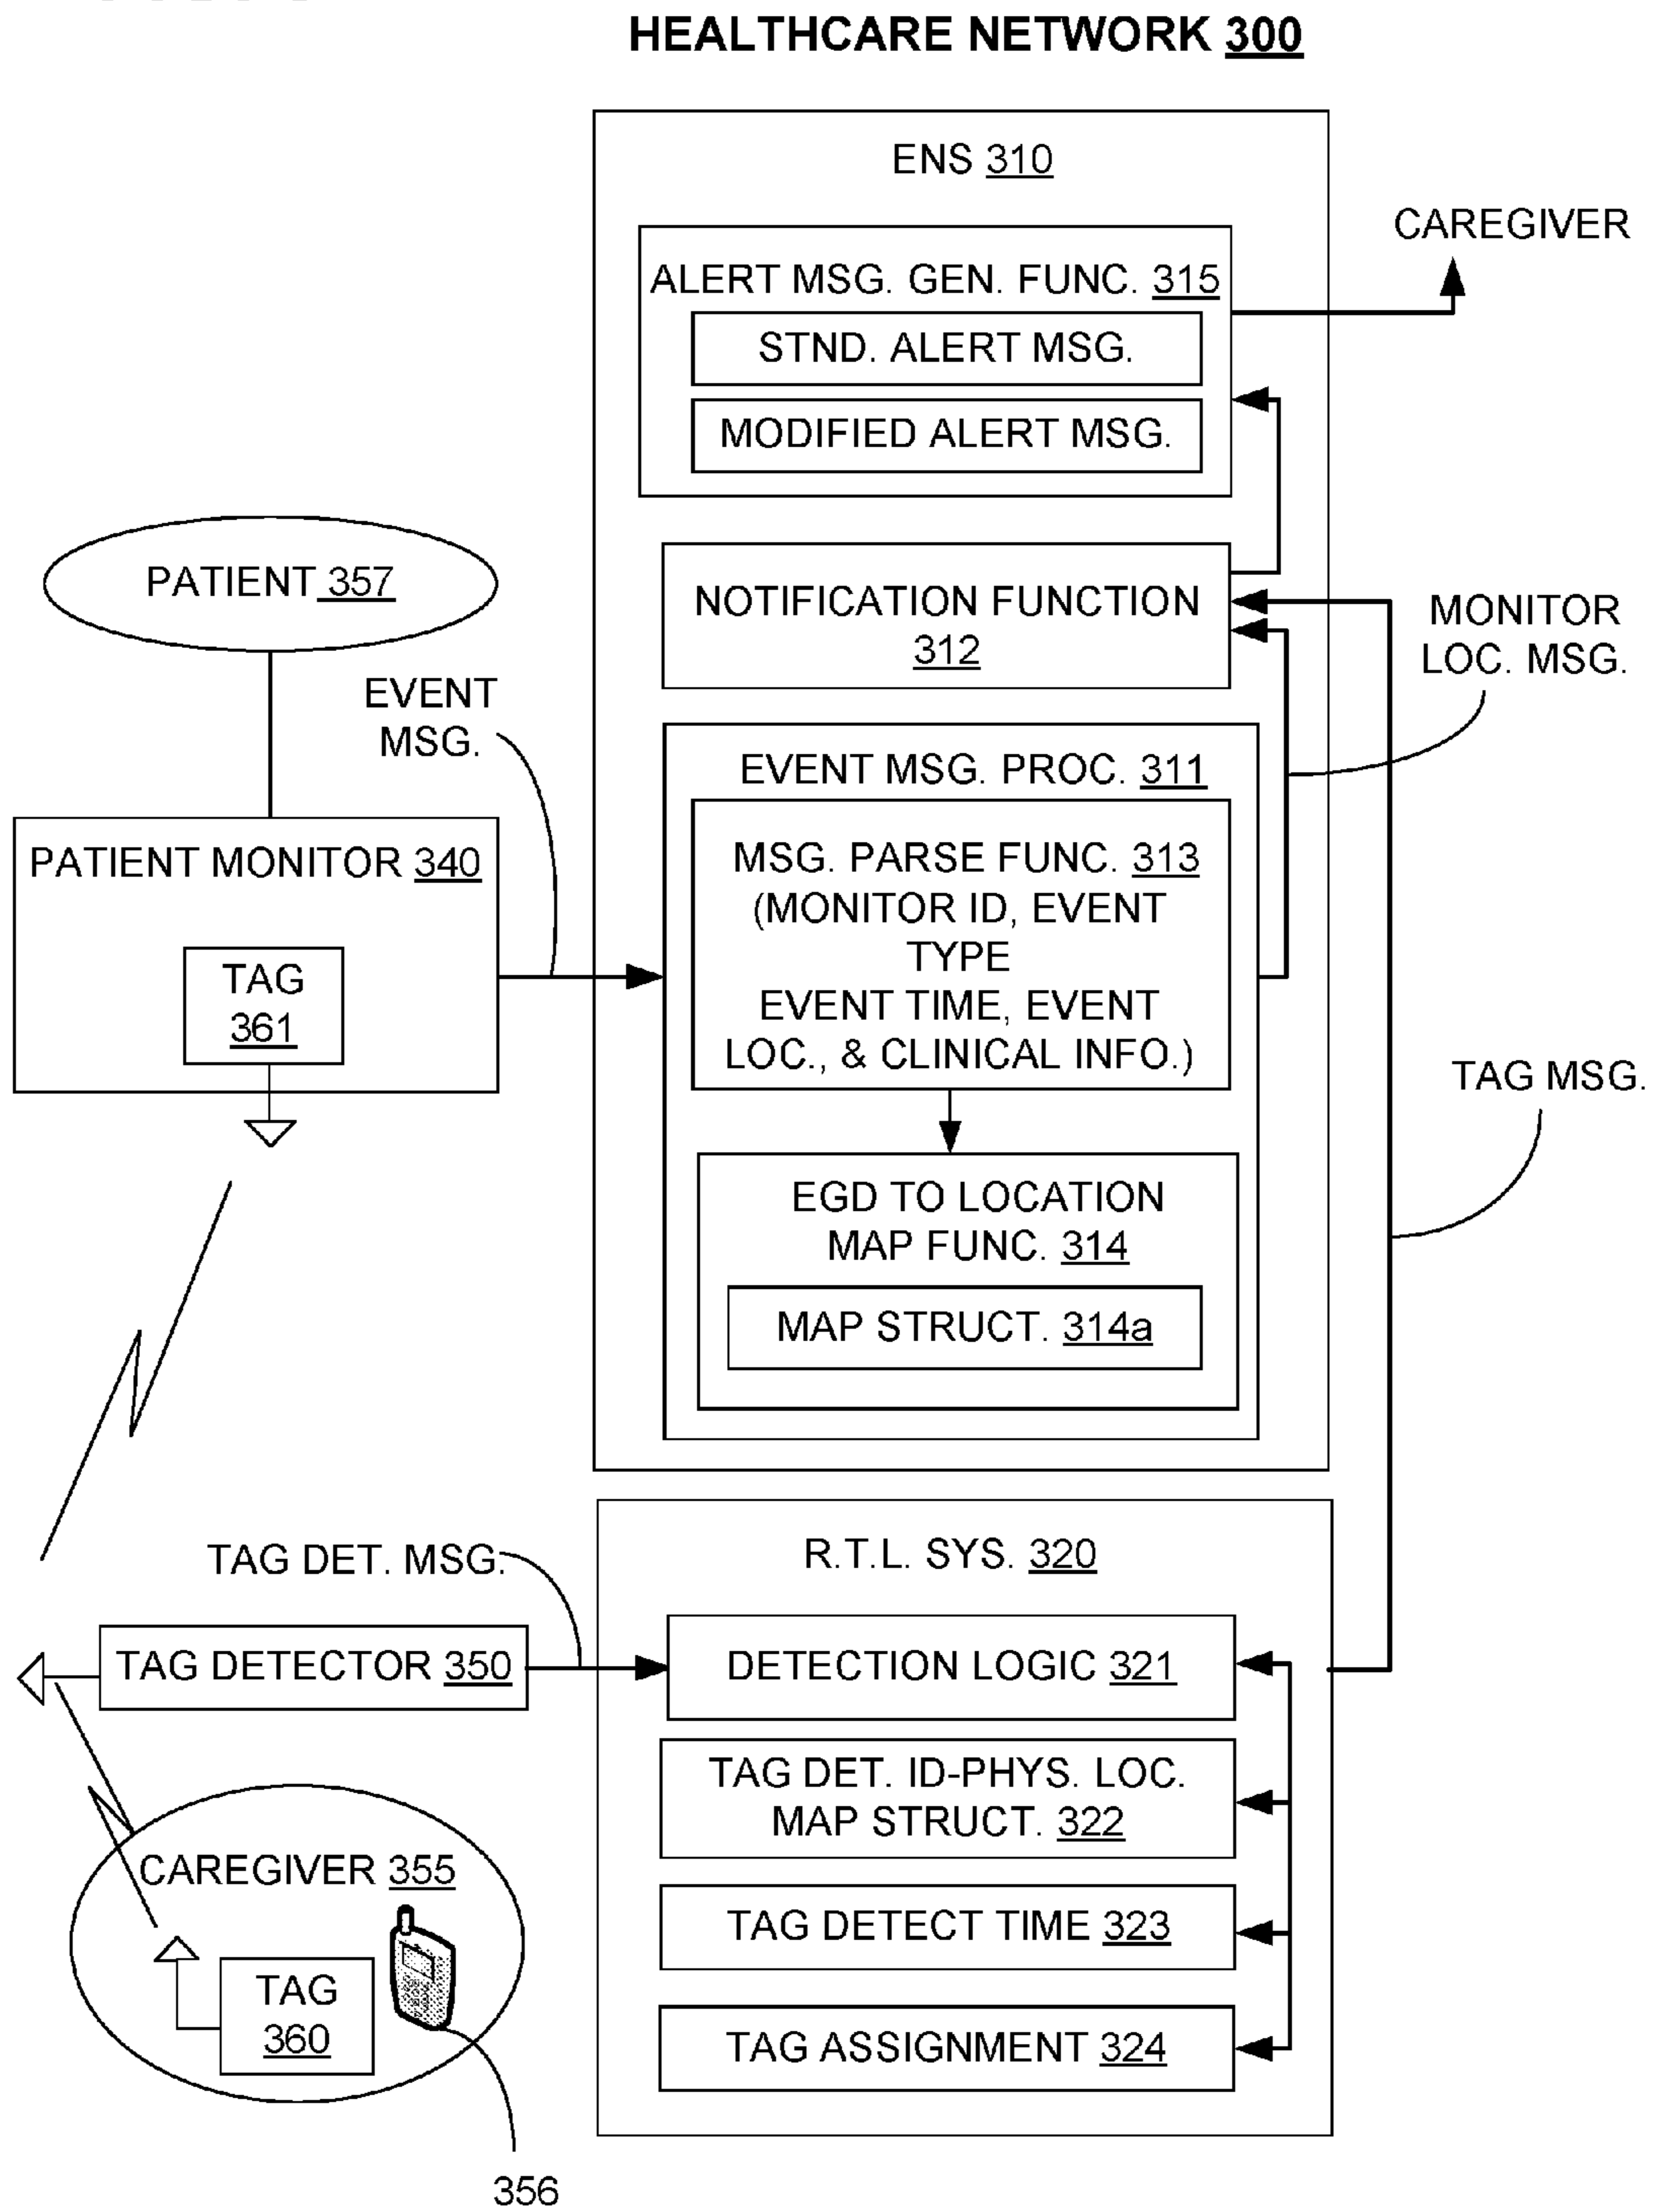 HEALTHCARE NETWORK 300
ENS 310
CAREGIVER
ALERT MSG. GEN. FUNC. 315
STND. ALERT MSG.
MODIFIED ALERT MSG.
PATIENT 357
NOTIFICATION FUNCTION
312
MONITOR
LOC. MSG.
EVENT
MSG.
EVENT MSG. PROC. 311
PATIENT MONITOR 340
TAG
361
MSG. PARSE FUNC. 313
(MONITOR ID, EVENT
TYPE
EVENT TIME, EVENT
LOC., & CLINICAL INFO.)
TAG MSG.
EGD TO LOCATION
MAP FUNC. 314
MAP STRUCT. 314a
TAG DET. MSG.
R.T.L. SYS. 320
TAG DETECTOR 350
DETECTION LOGIC 321
TAG DET. ID-PHYS. LOC.
MAP STRUCT. 322
CAREGIVER 355
TAG DETECT TIME 323
TAG
360
TAG ASSIGNMENT 324
356